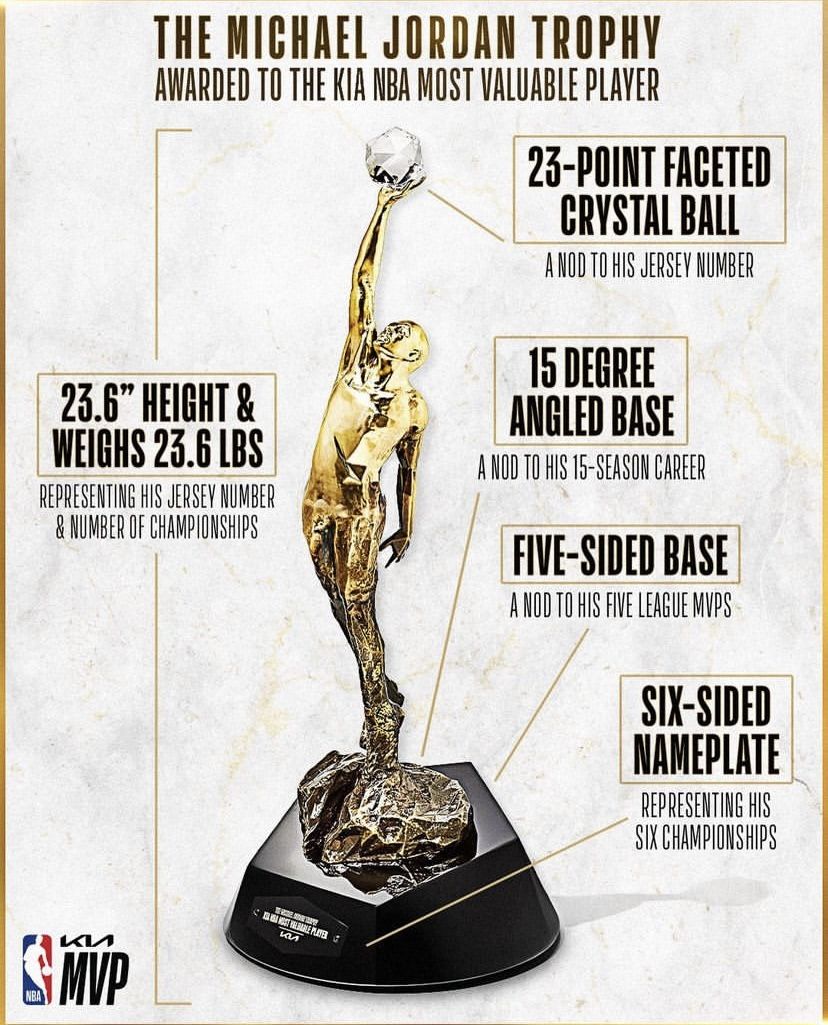 THE MICHAEL JORDAN TROPHY
AWARDED TO THE KIA NBA MOST VALUABLE PLAYER
23-POINT FACETED
CRYSTAL BALL
A NOD TO HIS JERSEY NUMBER
15 DEGREE
ANGLED BASE
A NOD TO HIS 15-SEASON CAREER
23.6” HEIGHT &
WEIGHS 23.6 LBS
REPRESENTING HIS JERSEY NUMBER
& NUMBER OF CHAMPIONSHIPS
FIVE-SIDED BASE
A NOD TO HIS FIVE LEAGUE MVPS
SIX-SIDED
NAMEPLATE
REPRESENTING HIS
SIX CHAMPIONSHIPS
THE MICHAEL JORDAN TROPHY
KIA NBA MOST VALUABLE PLAYER
KIA
NBA
KIA
MVP